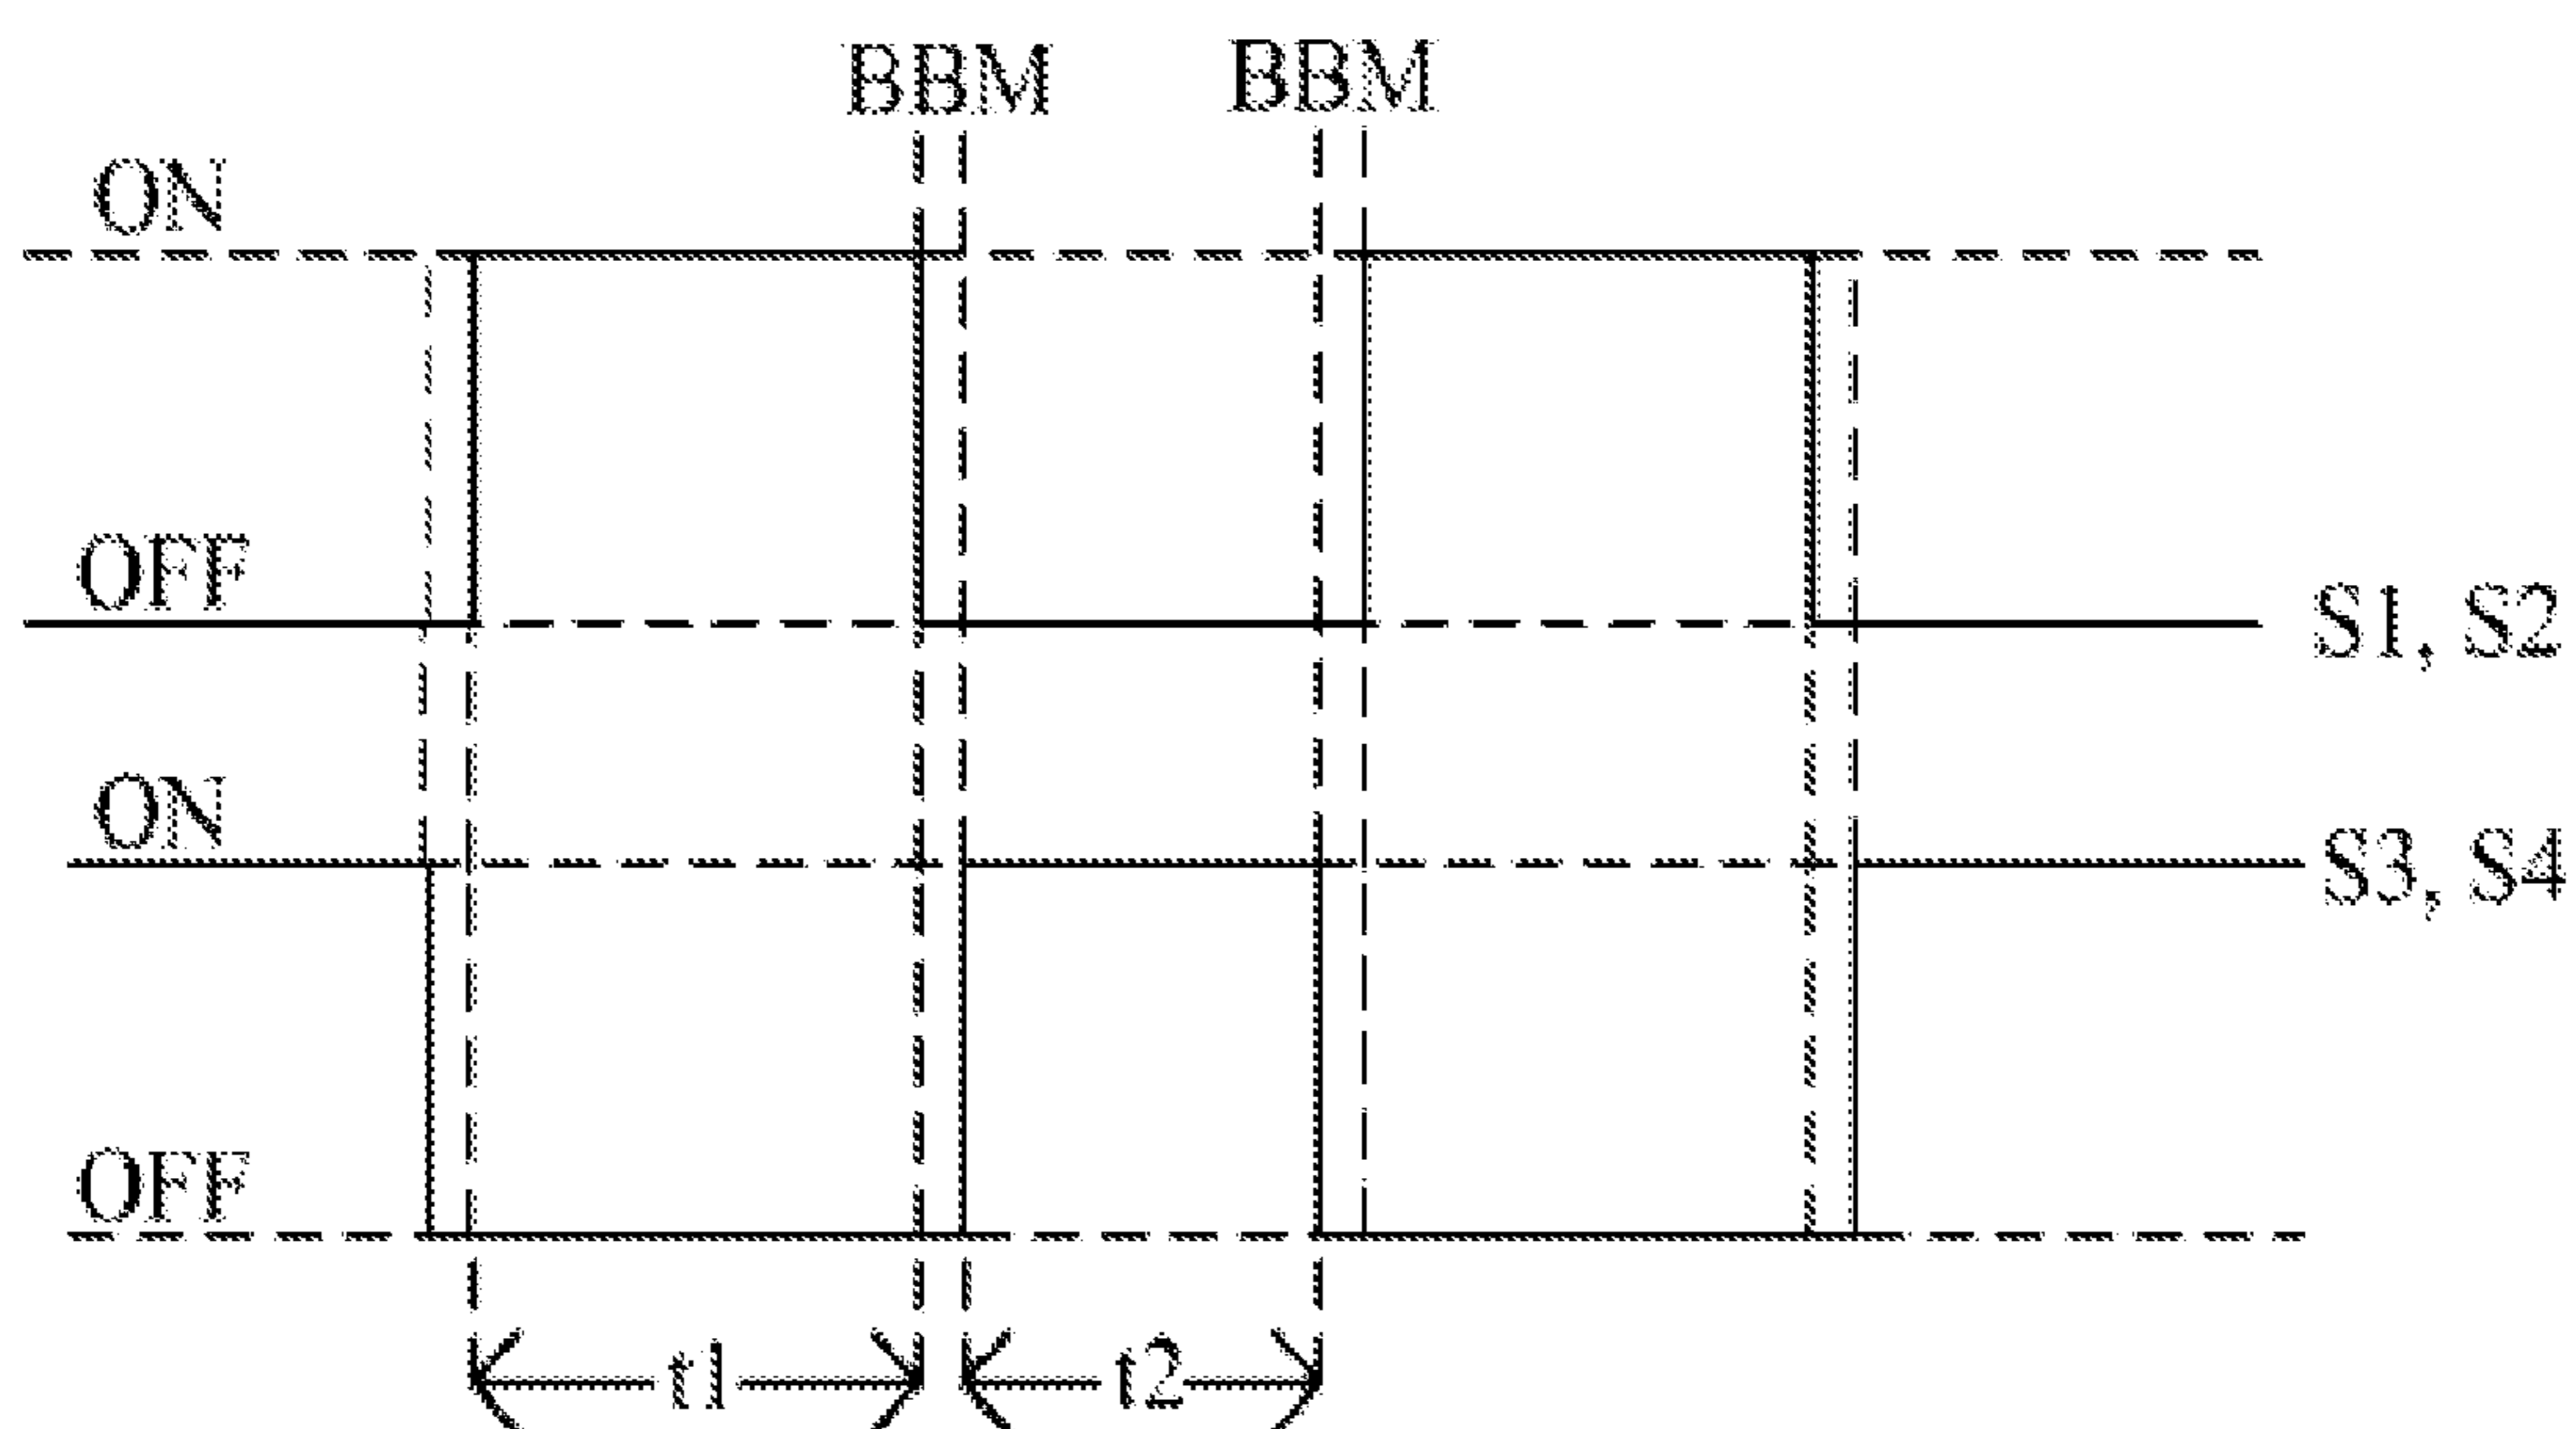 BBM BBM
ON
OFF
S1, S2
ON
S3, S4
OFF
t1 t2